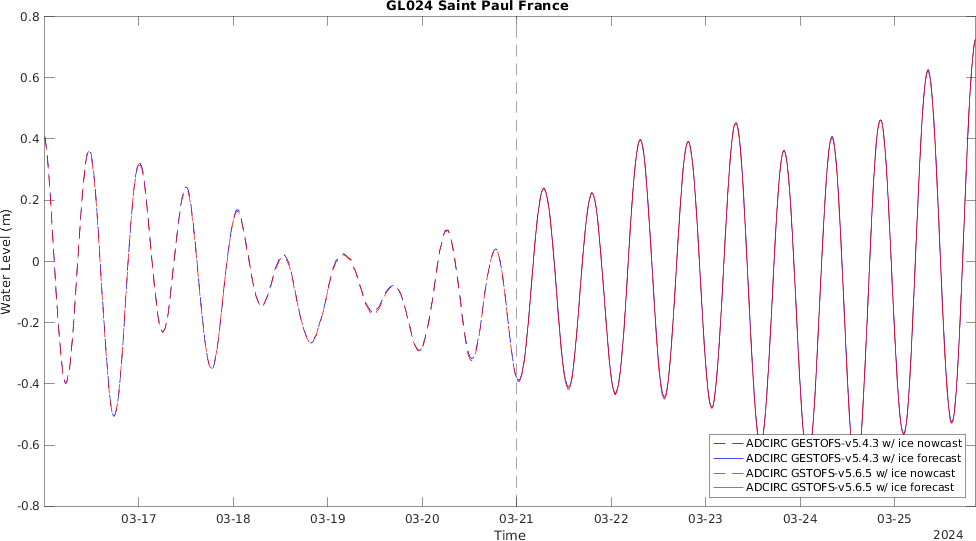 GL024 Saint Paul France
0.8
0.6
0.4
0.2
0
-0.2
-0.4
-0.6
-0.8
Water Level (m)
ADCIRC GESTOFS-v5.4.3 w/ ice nowcast
ADCIRC GESTOFS-v5.4.3 w/ ice forecast
ADCIRC GSTOFS-v5.6.5 w/ ice nowcast
ADCIRC GSTOFS-v5.6.5 w/ ice forecast
03-17 03-18 03-19 03-20 03-21 03-22 03-23 03-24 03-25
Time
2024